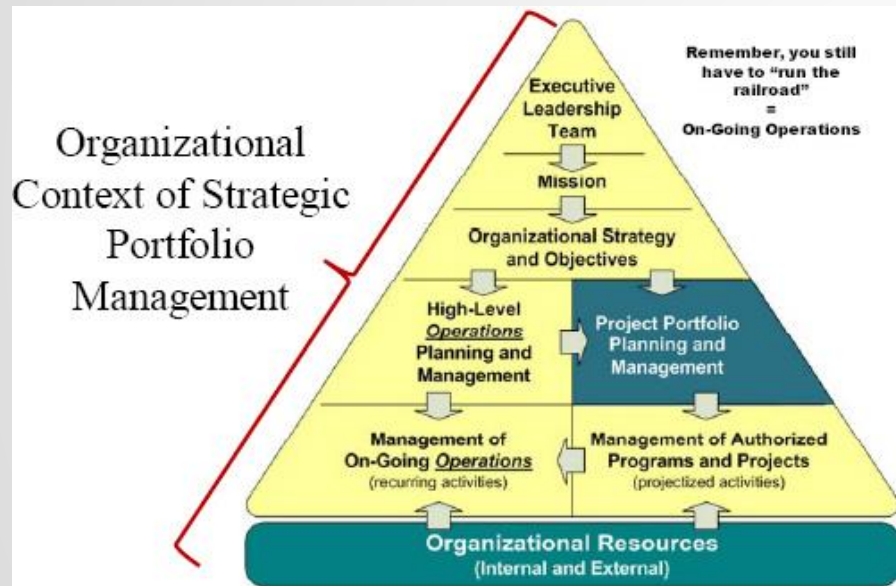 Organizational
Context of Strategic
Portfolio
Management
Remember, you still
have to “run the
railroad”
=
On-Going Operations
Executive
Leadership
Team
Mission
Organizational Strategy
and Objectives
High-Level
Operations
Planning and
Management
Project Portfolio
Planning and
Management
Management of
On-Going Operations
(recurring activities)
Management of Authorized
Programs and Projects
(projectized activities)
Organizational Resources
(Internal and External)